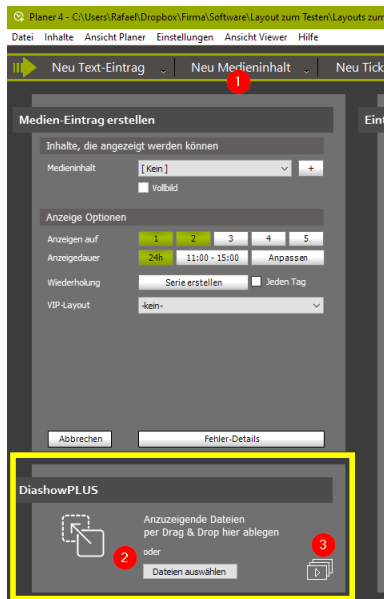 Planer 4 - C:\Users\Rafael\Dropbox\Firma\Software\Layout zum Testen\Layouts zum
Datei Inhalte Ansicht Planer Einstellungen Ansicht Viewer Hilfe
Neu Text-Eintrag Neu Medieninhalt Neu Tick
1
Medien-Eintrag erstellen
Inhalte, die angezeigt werden können
Medieninhalt [ Kein ] +
Vollbild
Anzeige Optionen
Anzeigen auf 1 2 3 4 5
Anzeigedauer 24h 11:00 - 15:00 Anpassen
Wiederholung Serie erstellen Jeden Tag
VIP-Layout -kein-
Abbrechen Fehler-Details
Ein
DiashowPLUS
Anzuzeigende Dateien
per Drag & Drop hier ablegen
oder
Dateien auswählen
2
3